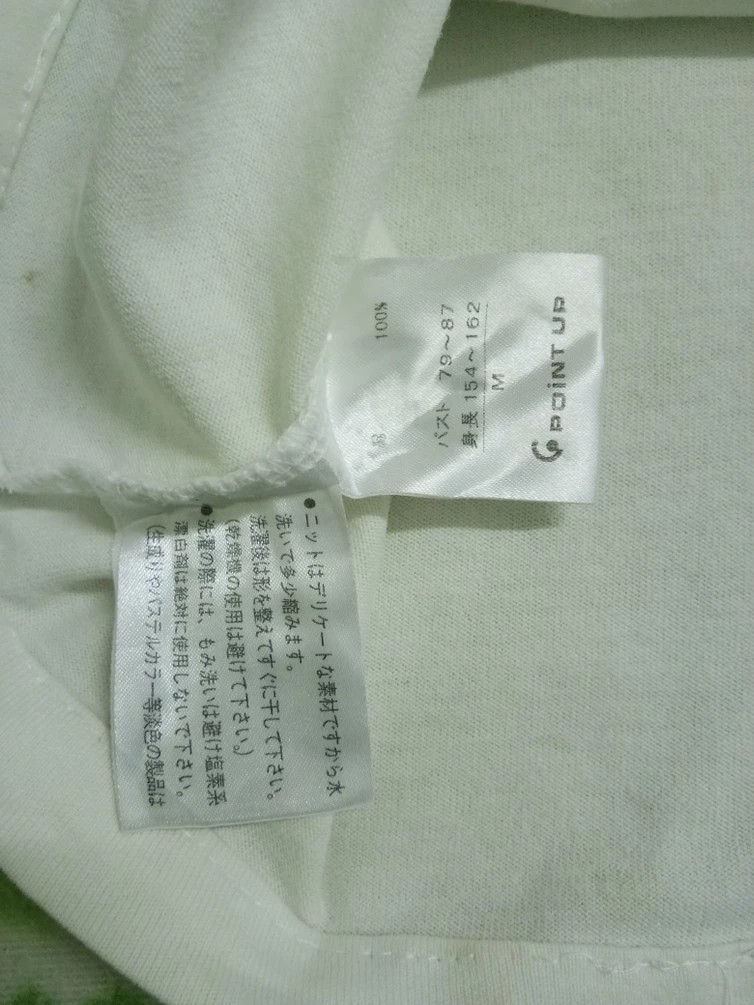 POINT UP
M
身長 154～162
バスト 79～87
100%
●ニットはデリケートな素材ですから水
洗いで多少縮みます。
洗濯後は形を整えてすぐに干して下さい。
(乾燥機の使用は避けて下さい。)
●洗濯の際には、もみ洗いは避け塩素系
漂白剤は絶対に使用しないで下さい。
(生成りやパステルカラー等淡色の製品は